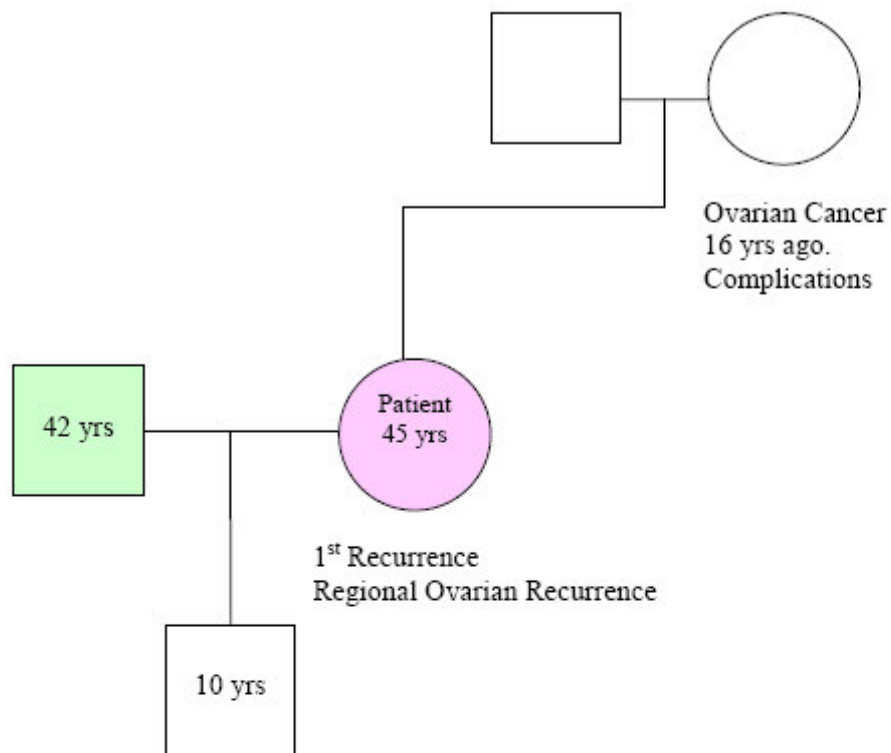 Ovarian Cancer
16 yrs ago.
Complications
42 yrs
Patient
45 yrs
1st Recurrence
Regional Ovarian Recurrence
10 yrs